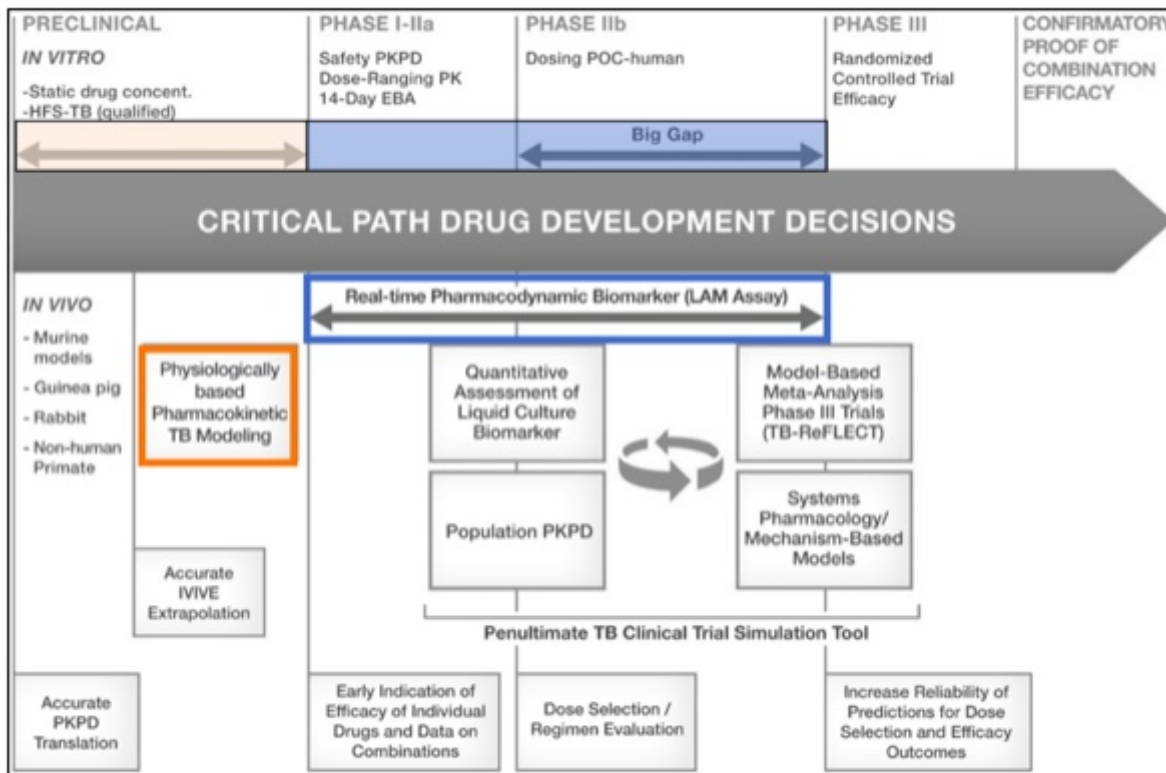 PRECLINICAL
IN VITRO
-Static drug concent.
-HFS-TB (qualified)
PHASE I-IIa
Safety PKPD
Dose-Ranging PK
14-Day EBA
PHASE IIb
Dosing POC-human
PHASE III
Randomized
Controlled Trial
Efficacy
CONFIRMATORY
PROOF OF
COMBINATION
EFFICACY
Big Gap
CRITICAL PATH DRUG DEVELOPMENT DECISIONS
IN VIVO
- Murine
models
- Guinea pig
- Rabbit
- Non-human
Primate
Real-time Pharmacodynamic Biomarker (LAM Assay)
Physiologically
based
Pharmacokinetic
TB Modeling
Quantitative
Assessment of
Liquid Culture
Biomarker
Model-Based
Meta-Analysis
Phase III Trials
(TB-ReFLECT)
Population PKPD
Systems
Pharmacology/
Mechanism-Based
Models
Accurate
IVIVE
Extrapolation
Penultimate TB Clinical Trial Simulation Tool
Accurate
PKPD
Translation
Early Indication of
Efficacy of Individual
Drugs and Data on
Combinations
Dose Selection /
Regimen Evaluation
Increase Reliability of
Predictions for Dose
Selection and Efficacy
Outcomes